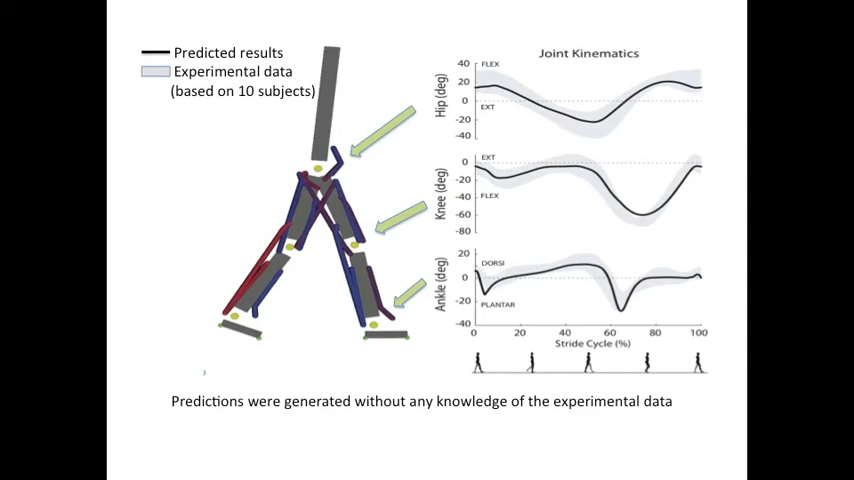 Predicted results
Experimental data
(based on 10 subjects)
Joint Kinematics
Hip (deg)
40
20
0
-20
-40
FLEX
EXT
Knee (deg)
0
-20
-40
-60
-80
EXT
FLEX
Ankle (deg)
20
0
-20
-40
DORSI
PLANTAR
0 20 40 60 80 100
Stride Cycle (%)
Predictions were generated without any knowledge of the experimental data